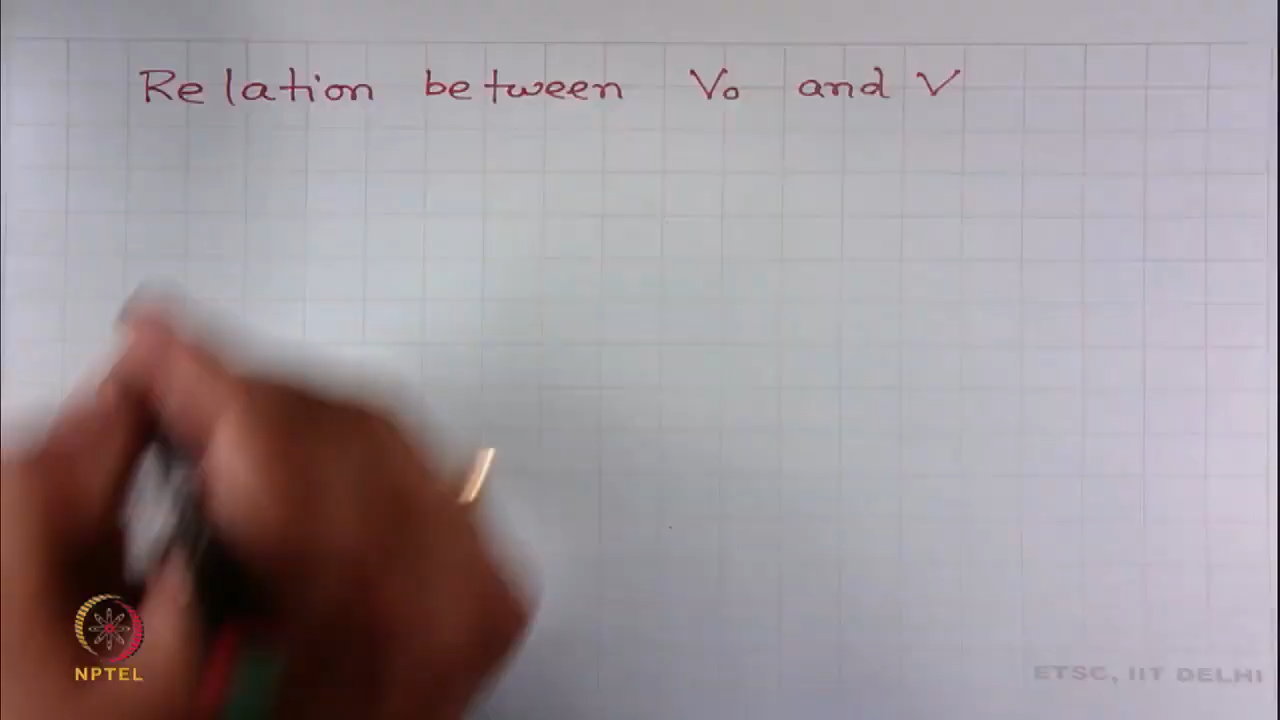 Relation between V₀ and V
NPTEL
ETSC, IIT DELHI